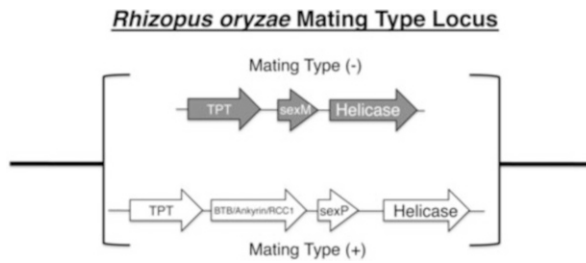 Rhizopus oryzae Mating Type Locus
Mating Type (-)
TPT sexM Helicase
TPT BTB/Ankyrin/RCC1 sexP Helicase
Mating Type (+)